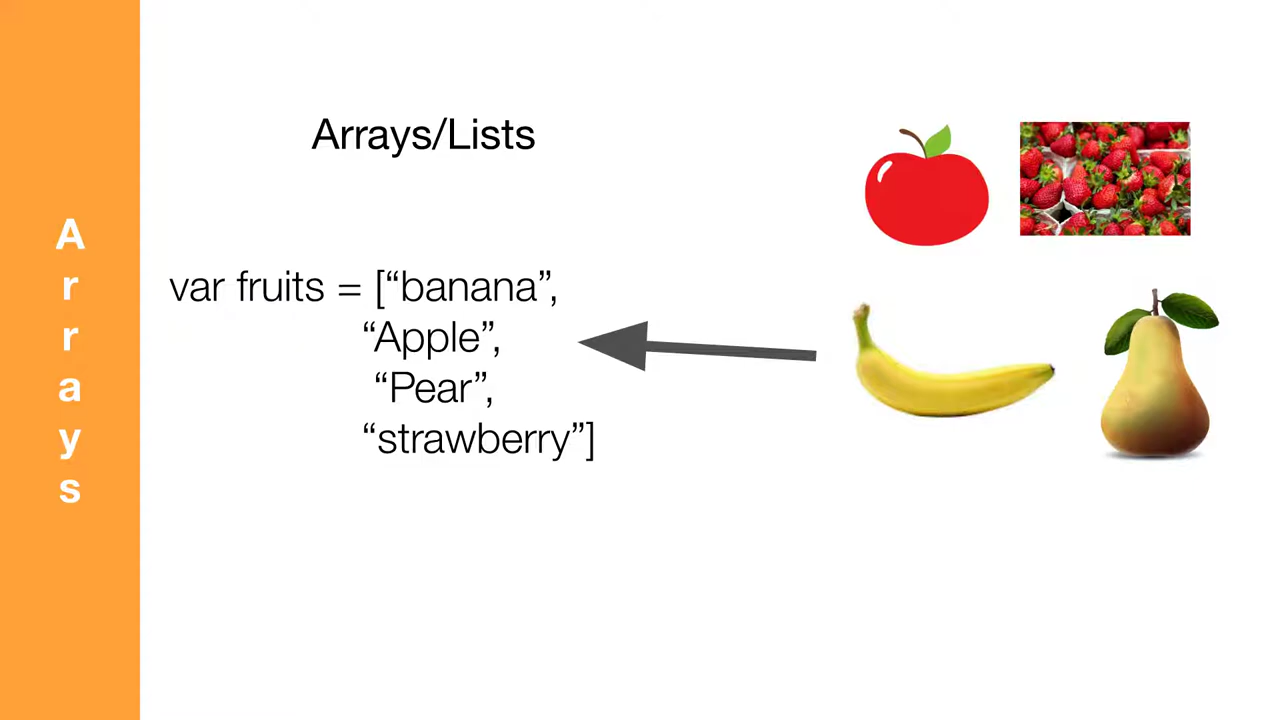 Arrays
Arrays/Lists
var fruits = [“banana”,
“Apple”,
“Pear”,
“strawberry”]